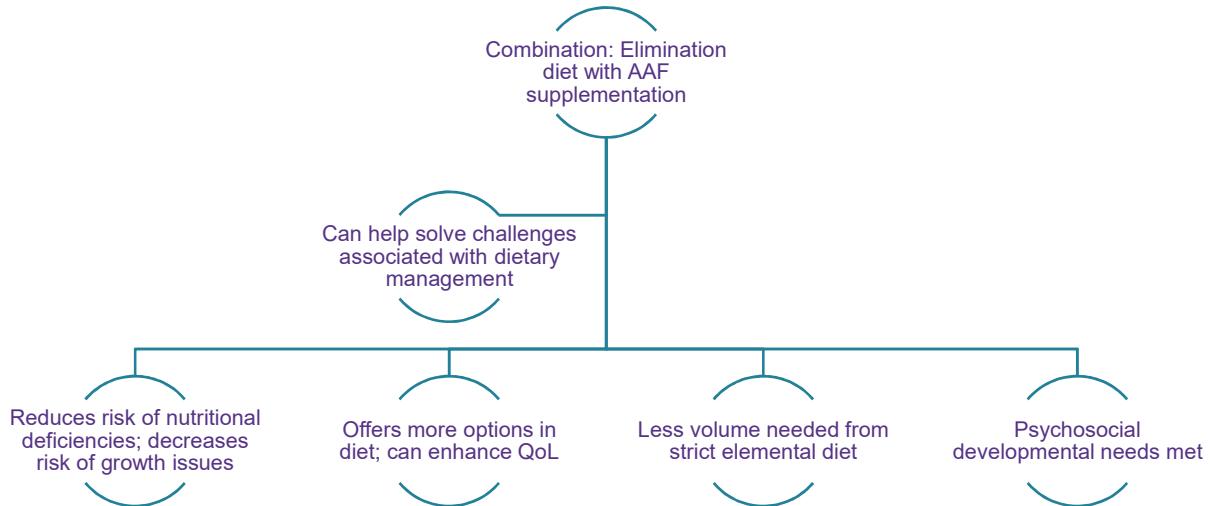 Combination: Elimination
diet with AAF
supplementation
Can help solve challenges
associated with dietary
management
Reduces risk of nutritional
deficiencies; decreases
risk of growth issues
Offers more options in
diet; can enhance QoL
Less volume needed from
strict elemental diet
Psychosocial
developmental needs met